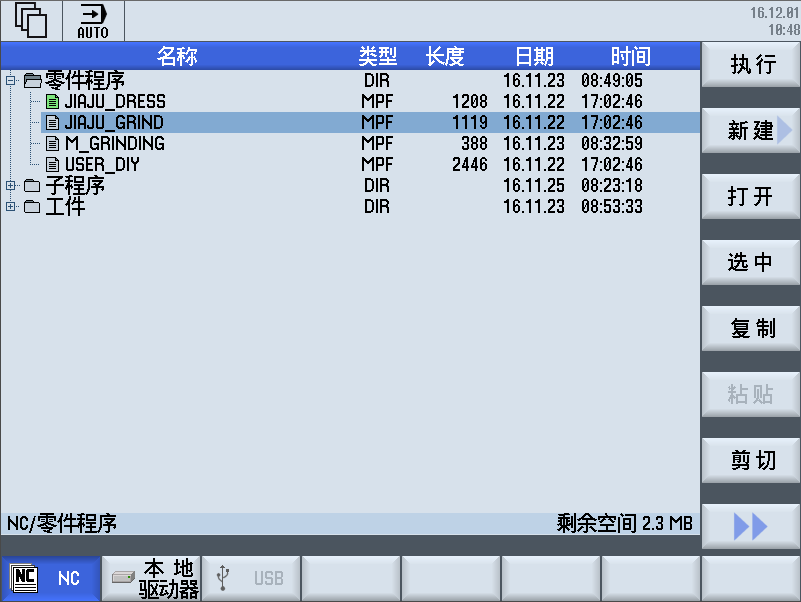 AUTO
16.12.01
10:48
名称 类型 长度 日期 时间
零件程序 DIR 16.11.23 08:49:05
JIAJU_DRESS MPF 1208 16.11.22 17:02:46
JIAJU_GRIND MPF 1119 16.11.22 17:02:46
M_GRINDING MPF 388 16.11.23 08:32:59
USER_DIY MPF 2446 16.11.22 17:02:46
子程序 DIR 16.11.25 08:23:18
工件 DIR 16.11.23 08:53:33
NC/零件程序 剩余空间 2.3 MB
执行
新建
打开
选中
复制
粘贴
剪切
NC NC
本地
驱动器
USB